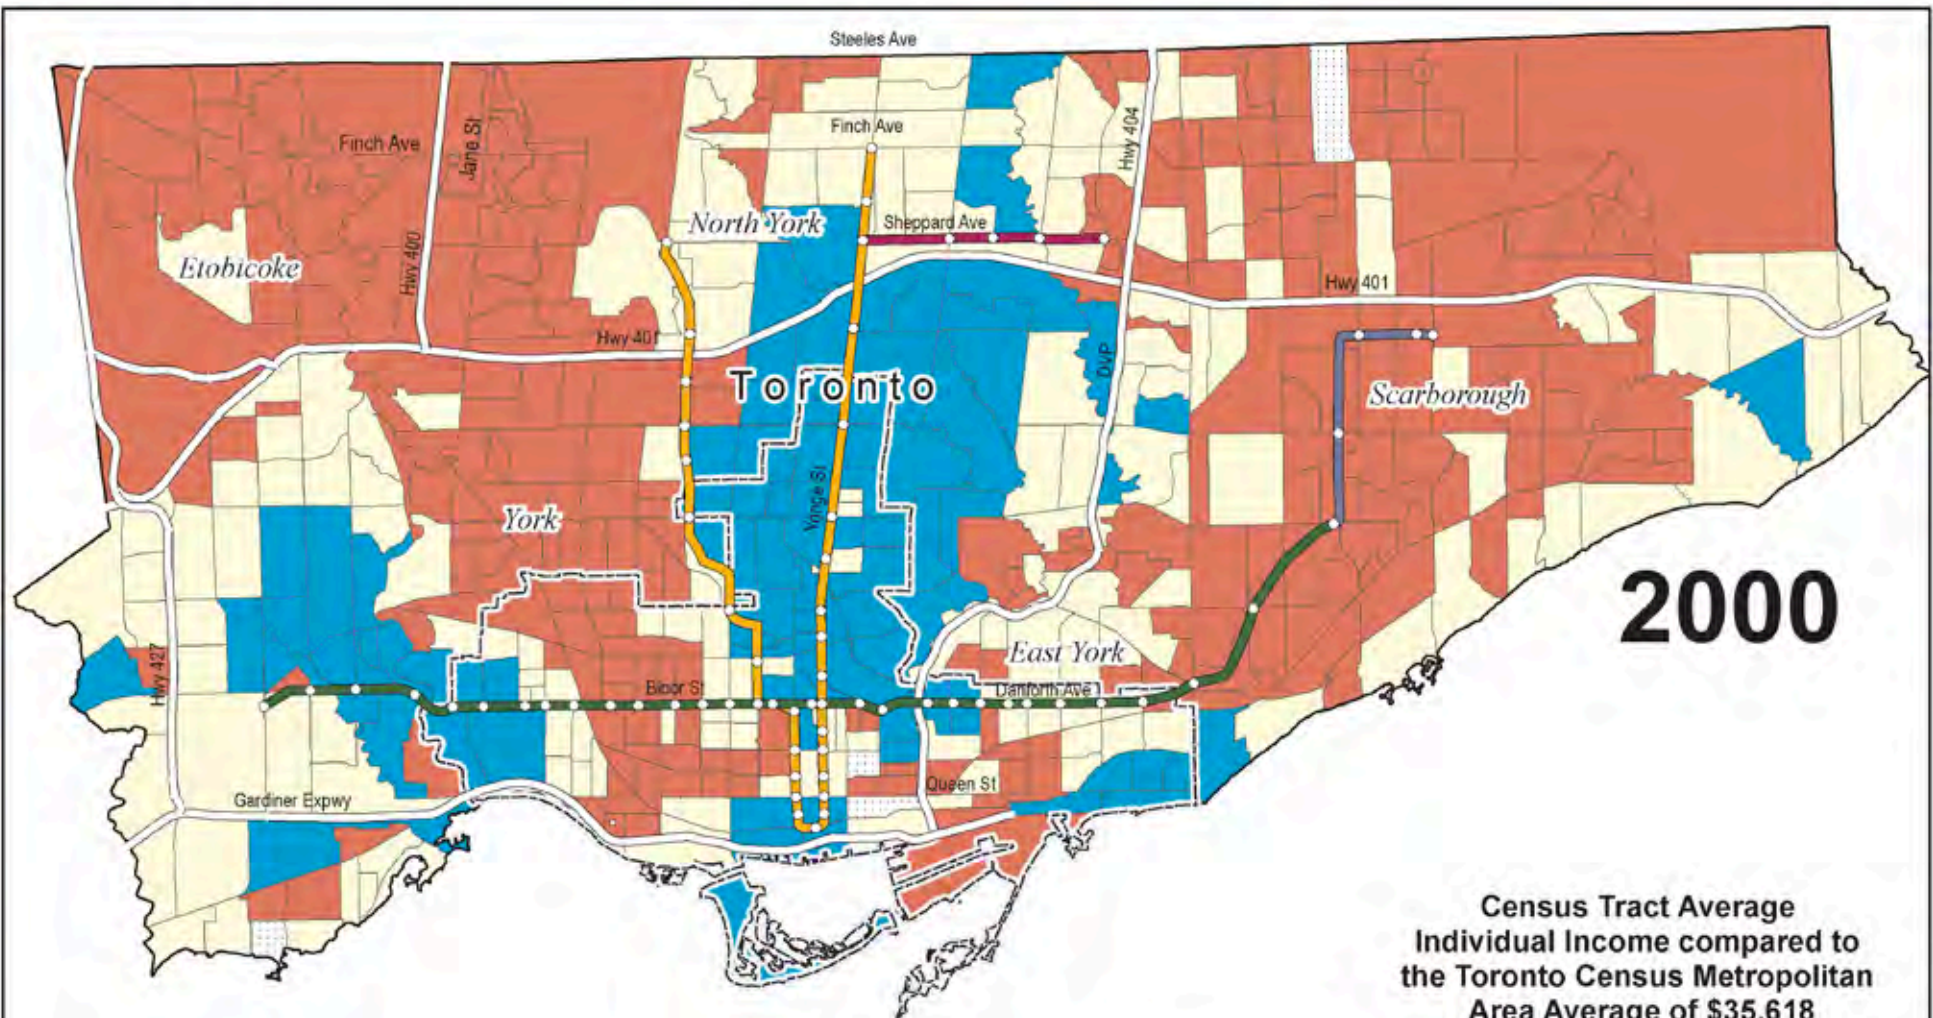 Steeles Ave
Finch Ave
Finch Ave
Jane St
Hwy 404
North York
Sheppard Ave
Etobicoke
Hwy 400
Hwy 401
Hwy 401
DVP
Toronto
Scarborough
Yonge St
York
2000
East York
Hwy 427
Bloor St
Danforth Ave
Queen St
Gardiner Expwy
Census Tract Average
Individual Income compared to
the Toronto Census Metropolitan
Area Average of $35,618